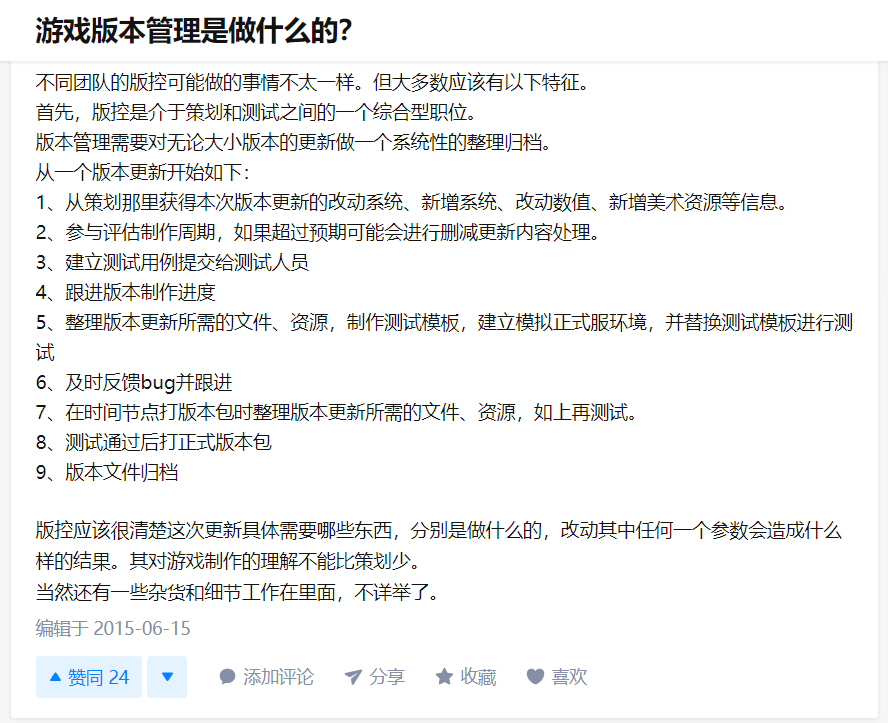 游戏版本管理是做什么的？
不同团队的版控可能做的事情不太一样。但大多数应该有以下特征。
首先，版控是介于策划和测试之间的一个综合型职位。
版本管理需要对无论大小版本的更新做一个系统性的整理归档。
从一个版本更新开始如下：
1、从策划那里获得本次版本更新的改动系统、新增系统、改动数值、新增美术资源等信息。
2、参与评估制作周期，如果超过预期可能会进行删减更新内容处理。
3、建立测试用例提交给测试人员
4、跟进版本制作进度
5、整理版本更新所需的文件、资源，制作测试模板，建立模拟正式服环境，并替换测试模板进行测
试
6、及时反馈bug并跟进
7、在时间节点打版本包时整理版本更新所需的文件、资源，如上再测试。
8、测试通过后打正式版本包
9、版本文件归档
版控应该很清楚这次更新具体需要哪些东西，分别是做什么的，改动其中任何一个参数会造成什么
样的结果。其对游戏制作的理解不能比策划少。
当然还有一些杂货和细节工作在里面，不详举了。
编辑于 2015-06-15
赞同 24 添加评论 分享 收藏 喜欢